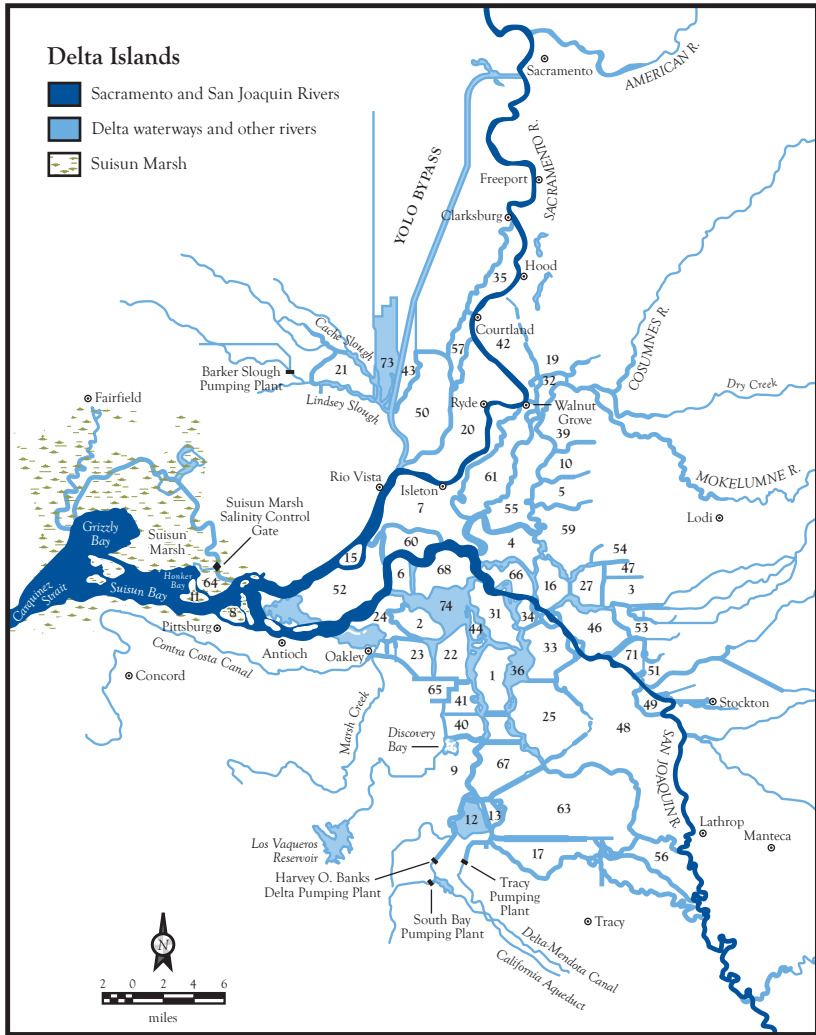 Delta Islands
Sacramento and San Joaquin Rivers
Delta waterways and other rivers
Suisun Marsh
Sacramento
AMERICAN R.
YOLO BYPASS
SACRAMENTO R.
Freeport
Clarksburg
Hood
35
Courtland
42
Cache Slough
57
COSUMNES R.
19
32
Barker Slough
Pumping Plant
21
73
43
Dry Creek
Lindsey Slough
50
Ryde
Walnut
Grove
Fairfield
20
39
10
MOKELUMNE R.
Rio Vista
Isleton
61
5
7
55
Lodi
Suisun Marsh
Salinity Control
Gate
59
Grizzly
Bay
Suisun
Marsh
60
4
54
15
47
Honker
Bay
64
6
68
66
16
27
3
Carquinez
Strait
Suisun Bay
11
52
8
74
24
2
31
34
46
53
Pittsburg
44
Antioch
Oakley
33
Contra Costa Canal
23
22
36
71
51
Concord
1
65
41
49
Stockton
Marsh Creek
40
25
48
Discovery
Bay
SAN JOAQUIN R.
9
67
12
13
63
Lathrop
Manteca
Los Vaqueros
Reservoir
17
56
Harvey O. Banks
Delta Pumping Plant
Tracy
Pumping
Plant
South Bay
Pumping Plant
Tracy
Delta-Mendota Canal
California Aqueduct
N
2 0 2 4 6
miles